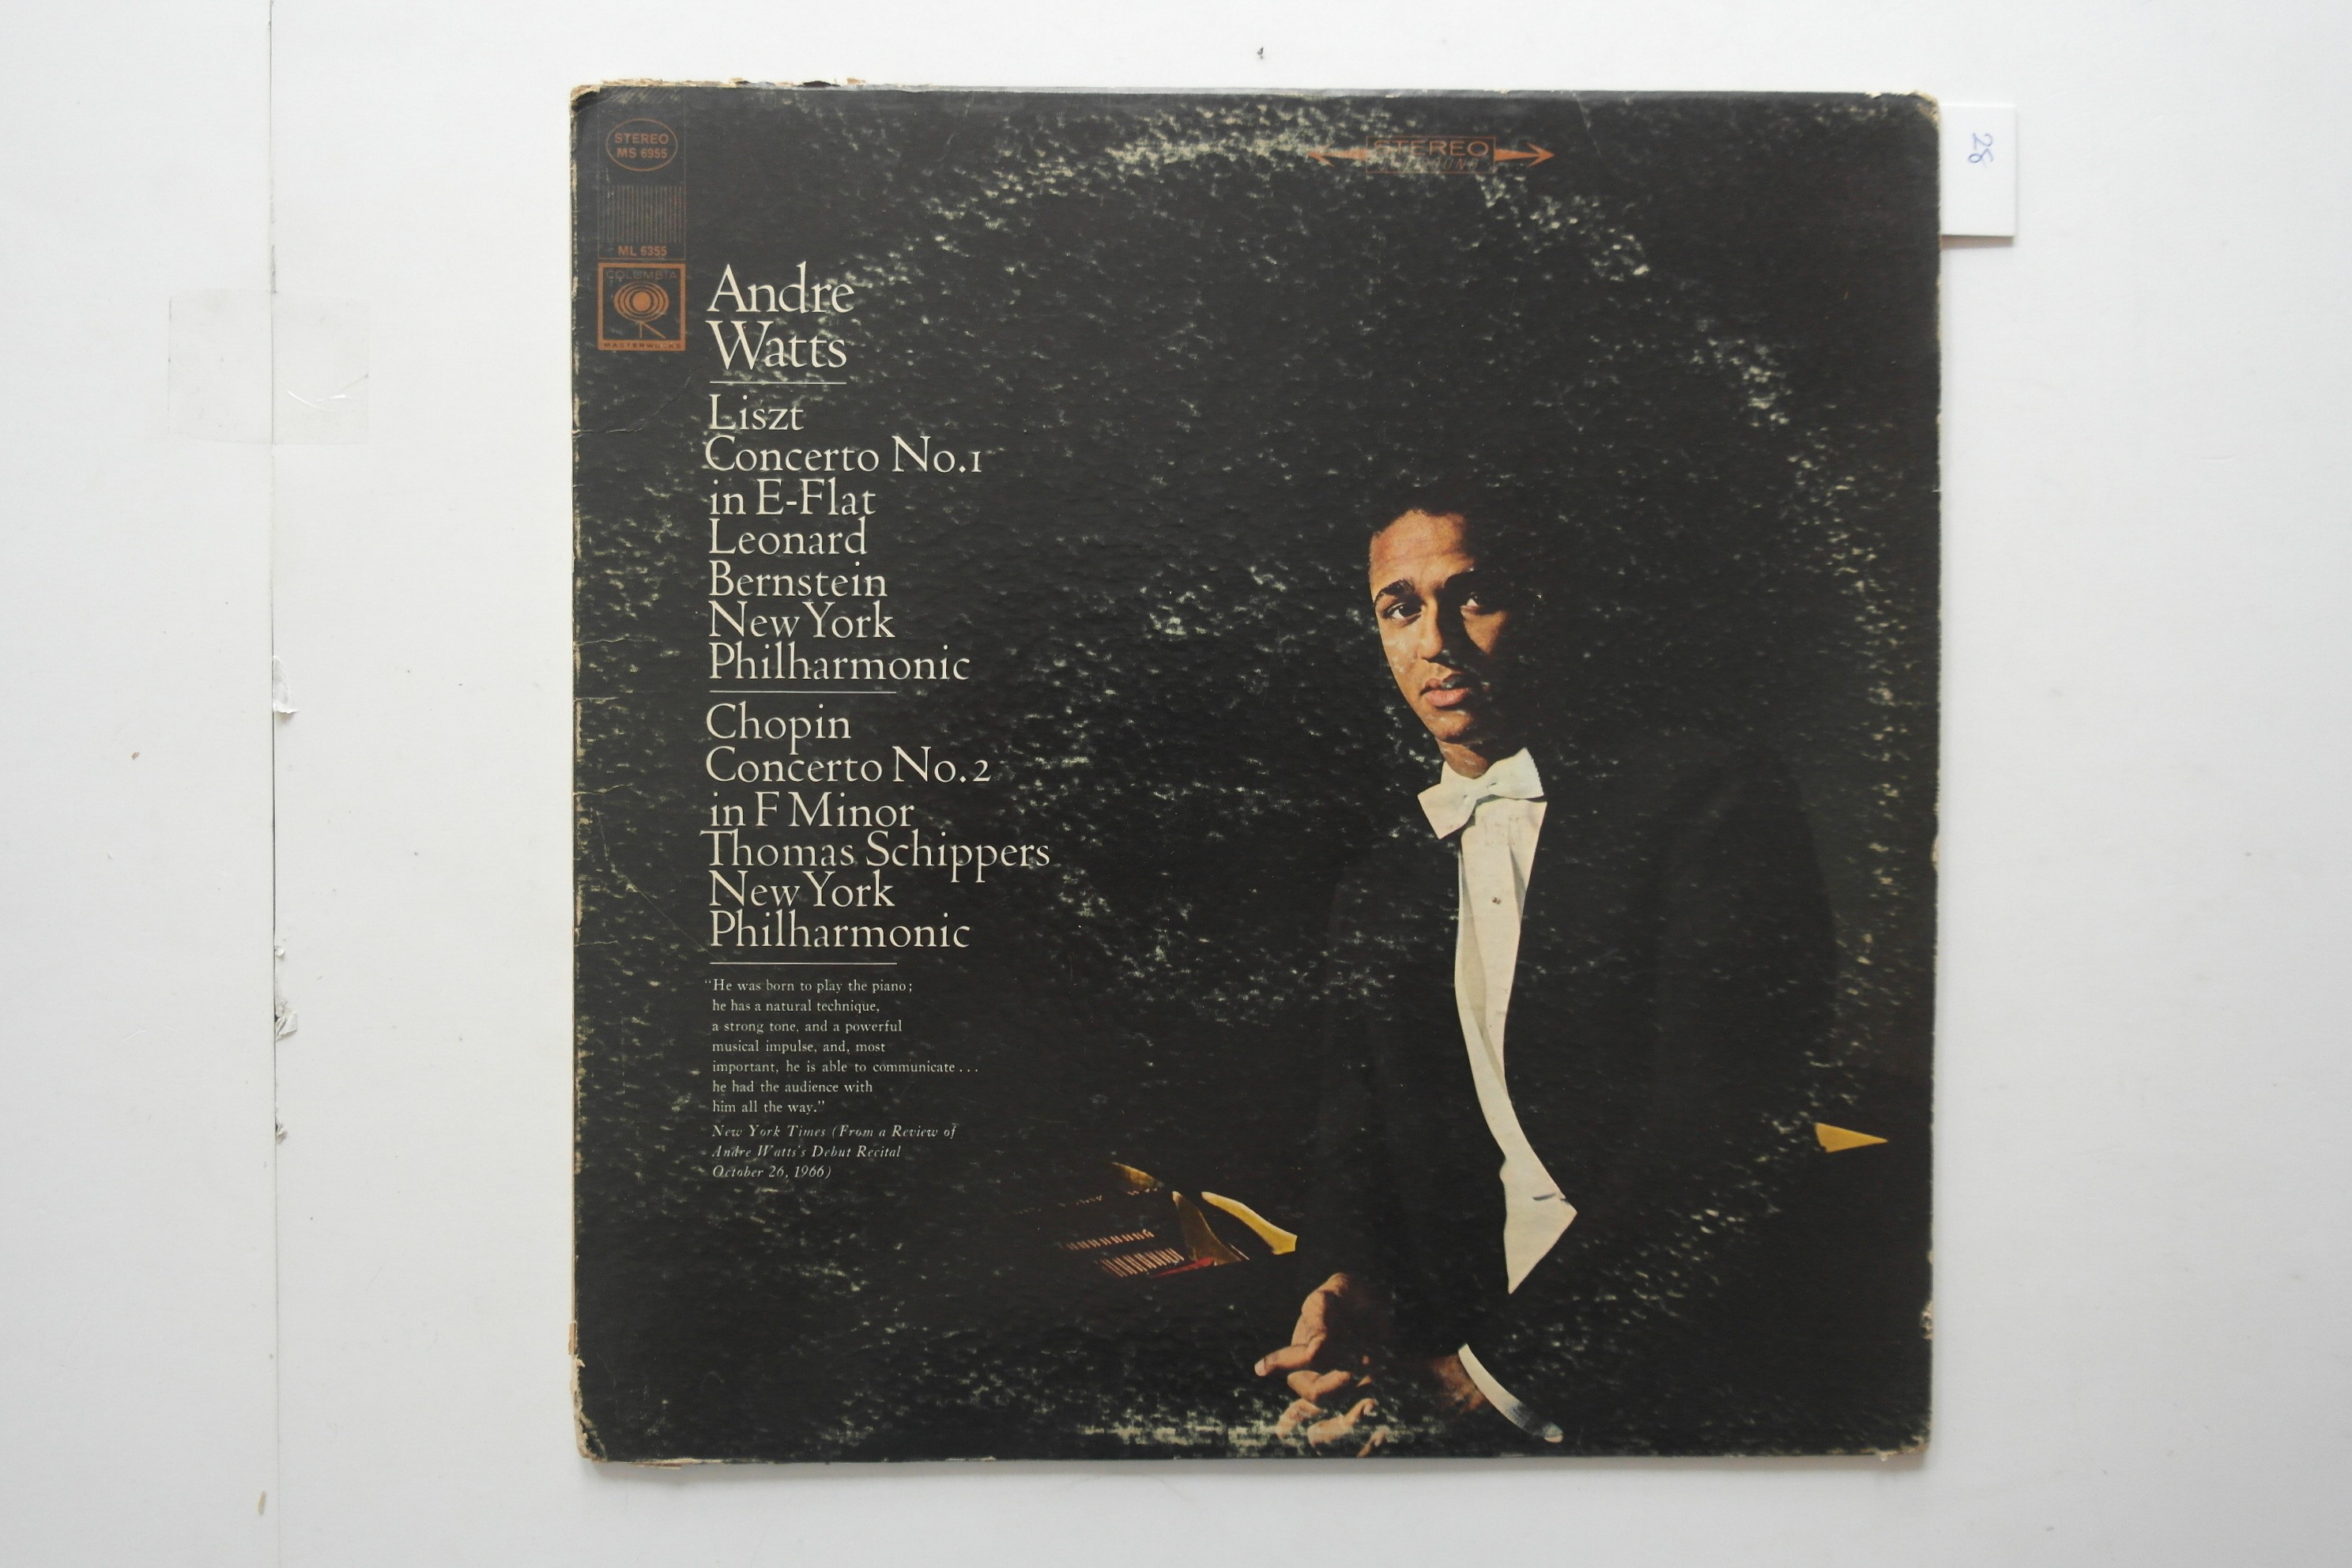 28
STEREO
MS 6955
STEREO
ML 6355
COLUMBIA
MASTERWORKS
Andre
Watts
Liszt
Concerto No.1
in E-Flat
Leonard
Bernstein
New York
Philharmonic
Chopin
Concerto No.2
in F Minor
Thomas Schippers
New York
Philharmonic
"He was born to play the piano;
he has a natural technique,
a strong tone, and a powerful
musical impulse, and, most
important, he is able to communicate...
he had the audience with
him all the way."
New York Times (From a Review of
Andre Watts's Debut Recital
October 26, 1966)